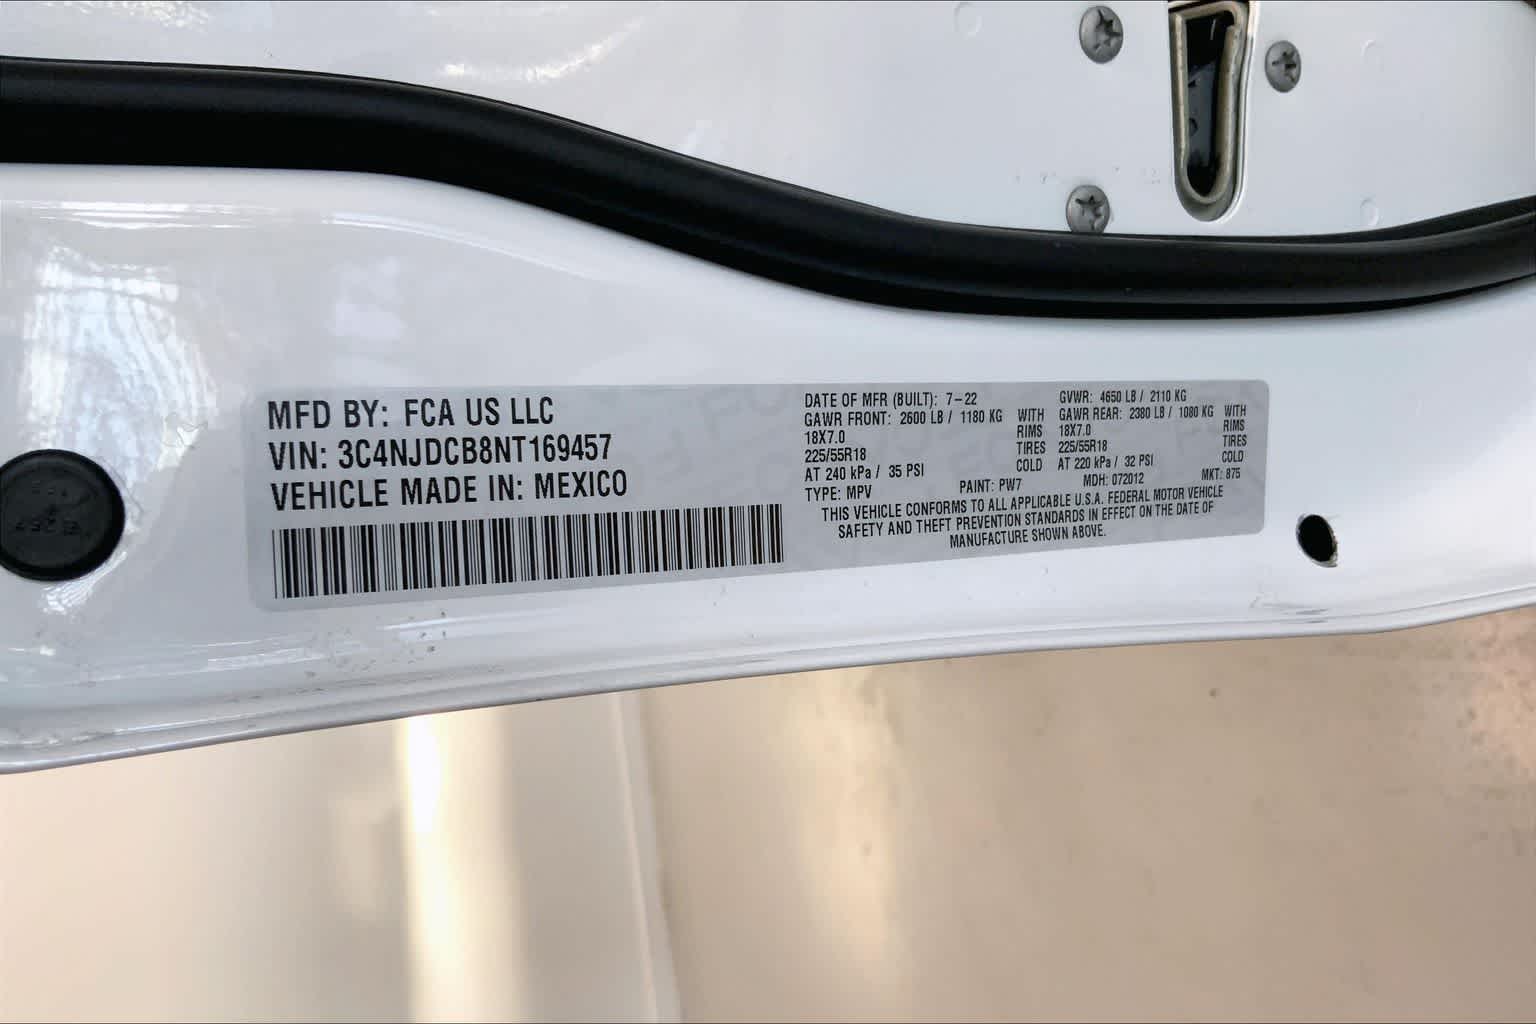 MFD BY: FCA US LLC
VIN: 3C4NJDCB8NT169457
VEHICLE MADE IN: MEXICO
DATE OF MFR (BUILT): 7-22 GVWR: 4650 LB / 2110 KG
GAWR FRONT: 2600 LB / 1180 KG WITH GAWR REAR: 2380 LB / 1080 KG WITH
18X7.0 RIMS 18X7.0 RIMS
225/55R18 TIRES 225/55R18 TIRES
AT 240 kPa / 35 PSI COLD AT 220 kPa / 32 PSI COLD
TYPE: MPV PAINT: PW7 MDH: 072012 MKT: 875
THIS VEHICLE CONFORMS TO ALL APPLICABLE U.S.A. FEDERAL MOTOR VEHICLE
SAFETY AND THEFT PREVENTION STANDARDS IN EFFECT ON THE DATE OF
MANUFACTURE SHOWN ABOVE.